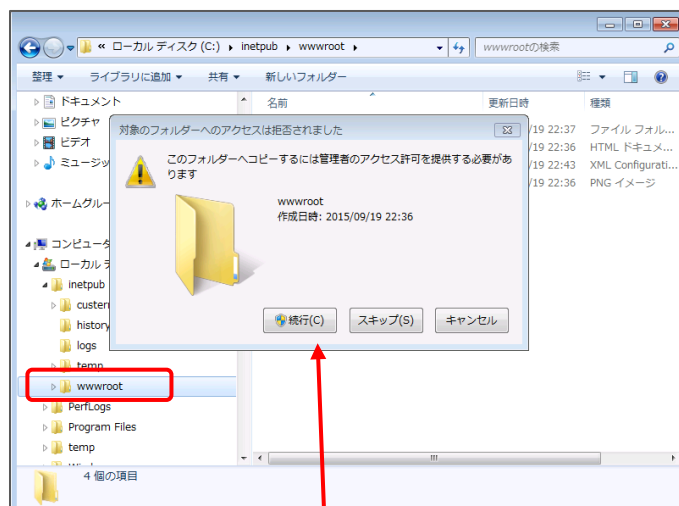 « ローカル ディスク (C:) inetpub wwwroot
wwwrootの検索
整理 ライブラリに追加 共有 新しいフォルダー
名前 更新日時 種類
ドキュメント
ピクチャ
ビデオ
ミュージッ
ホームグルー
コンピュータ
ローカル
inetpub
custer
history
logs
temp
wwwroot
PerfLogs
Program Files
temp
/19 22:37 ファイル フォル...
/19 22:36 HTML ドキュメ...
/19 22:43 XML Configurati...
/19 22:36 PNG イメージ
対象のフォルダーへのアクセスは拒否されました
このフォルダーへコピーするには管理者のアクセス許可を提供する必要があ
ります
wwwroot
作成日時: 2015/09/19 22:36
続行(C) スキップ(S) キャンセル
4 個の項目